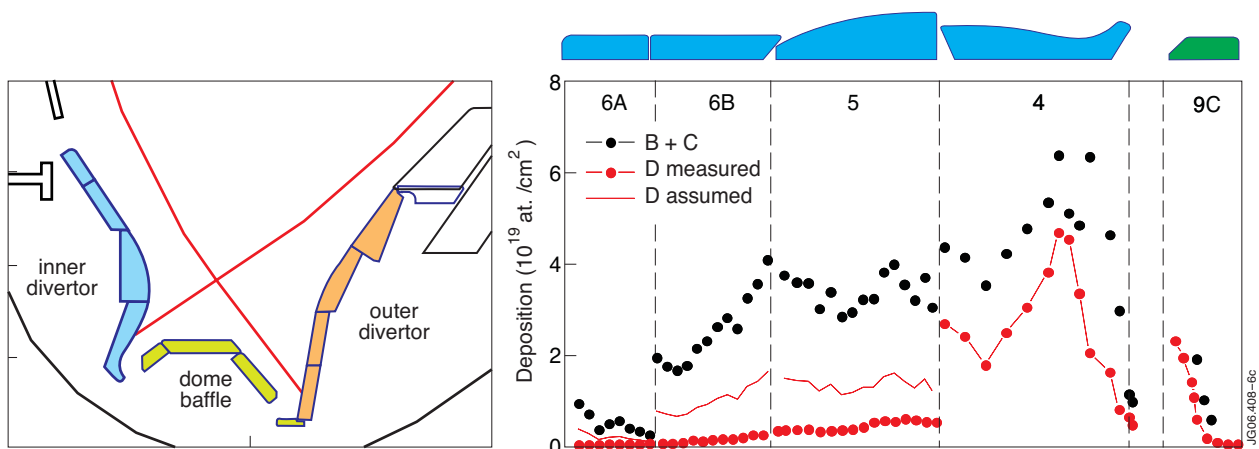 inner
divertor
dome
baffle
outer
divertor
Deposition (10^19 at. /cm^2)
8
6
4
2
0
6A
6B
5
4
9C
B + C
D measured
D assumed
JG06.408-6c